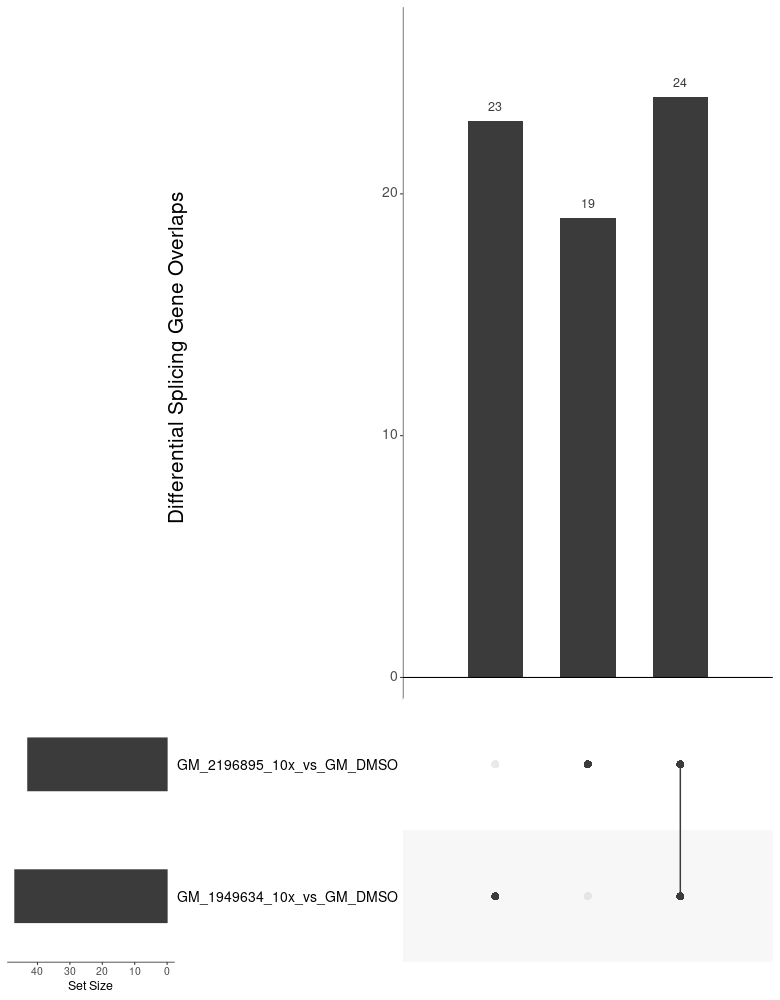 Differential Splicing Gene Overlaps
23
19
24
20
10
0
GM_2196895_10x_vs_GM_DMSO
GM_1949634_10x_vs_GM_DMSO
40 30 20 10 0
Set Size